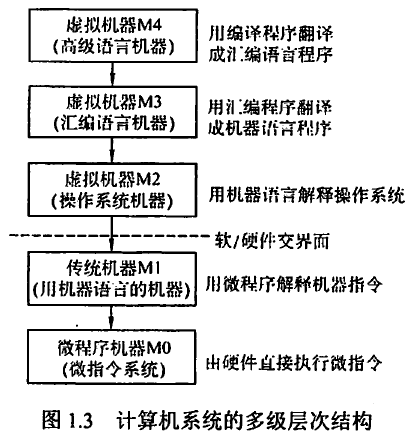 虚拟机器M4
(高级语言机器)
用编译程序翻译
成汇编语言程序
虚拟机器M3
(汇编语言机器)
用汇编程序翻译
成机器语言程序
虚拟机器M2
(操作系统机器)
用机器语言解释操作系统
软/硬件交界面
传统机器M1
(用机器语言的机器)
用微程序解释机器指令
微程序机器M0
(微指令系统)
由硬件直接执行微指令
图 1.3 计算机系统的多级层次结构